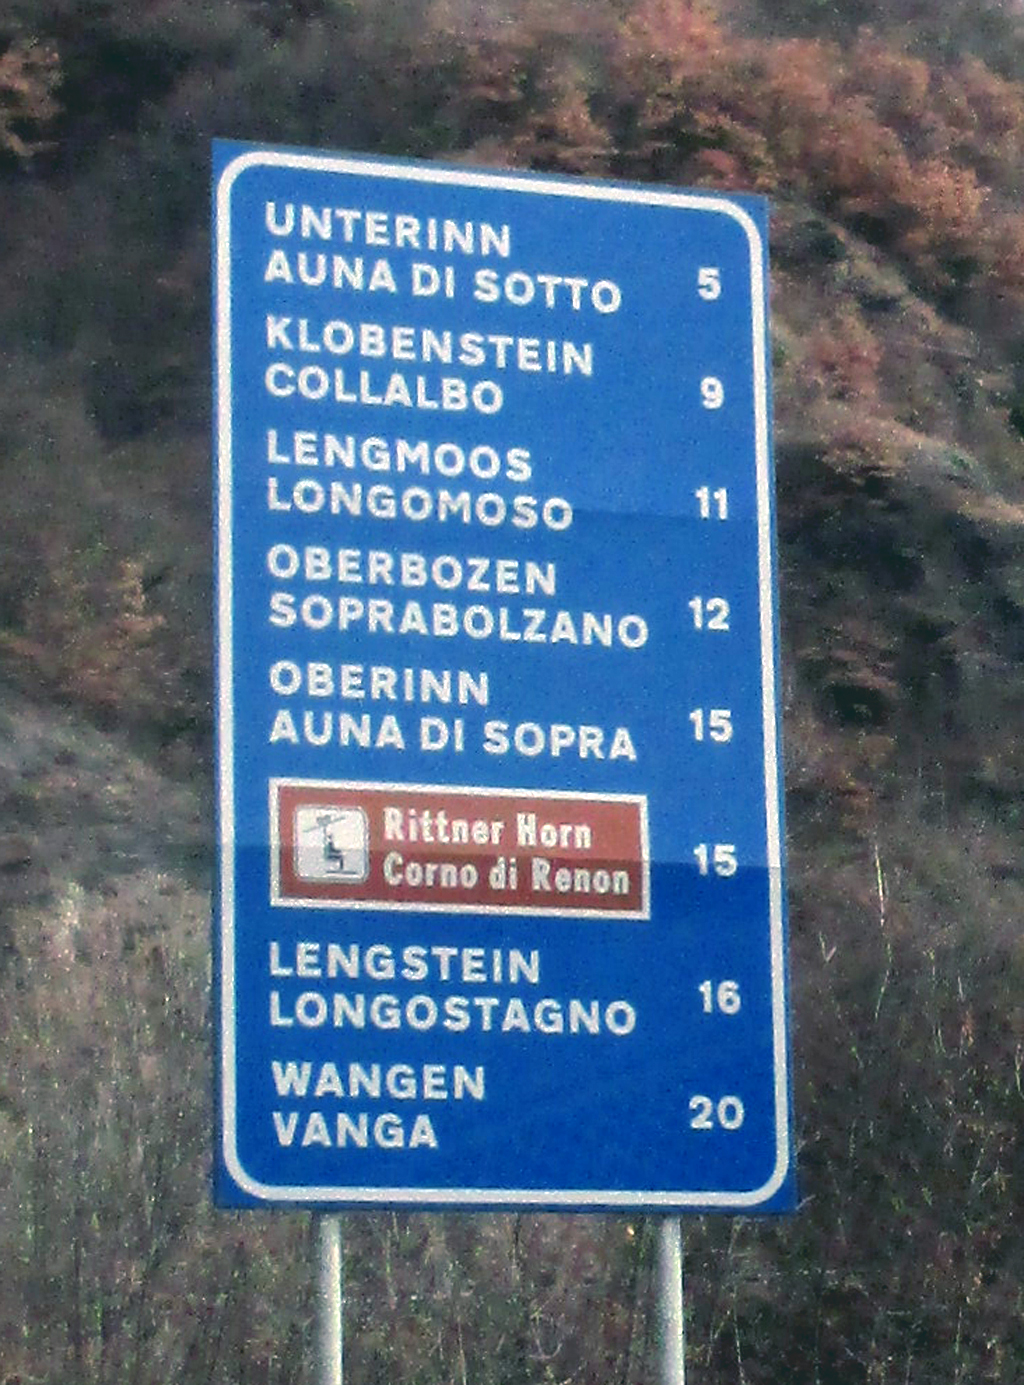 UNTERINN
AUNA DI SOTTO 5
KLOBENSTEIN
COLLALBO 9
LENGMOOS
LONGOMOSO 11
OBERBOZEN
SOPRABOLZANO 12
OBERINN
AUNA DI SOPRA 15
Rittner Horn
Corno di Renon 15
LENGSTEIN
LONGOSTAGNO 16
WANGEN
VANGA 20